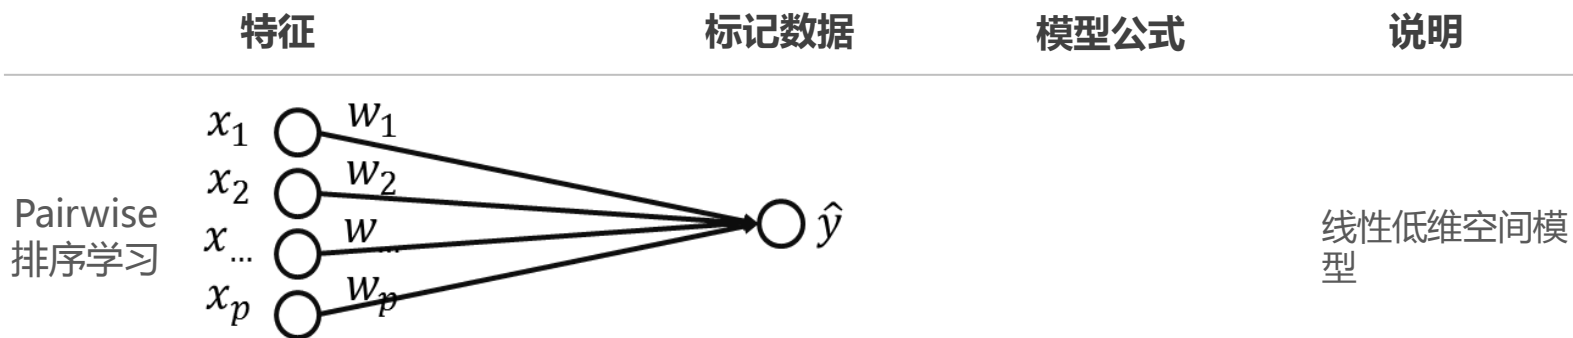 特征 标记数据 模型公式 说明
x₁ w₁
x₂ w₂
Pairwise
排序学习
x... w...
ŷ
xₚ wₚ
线性低维空间模
型